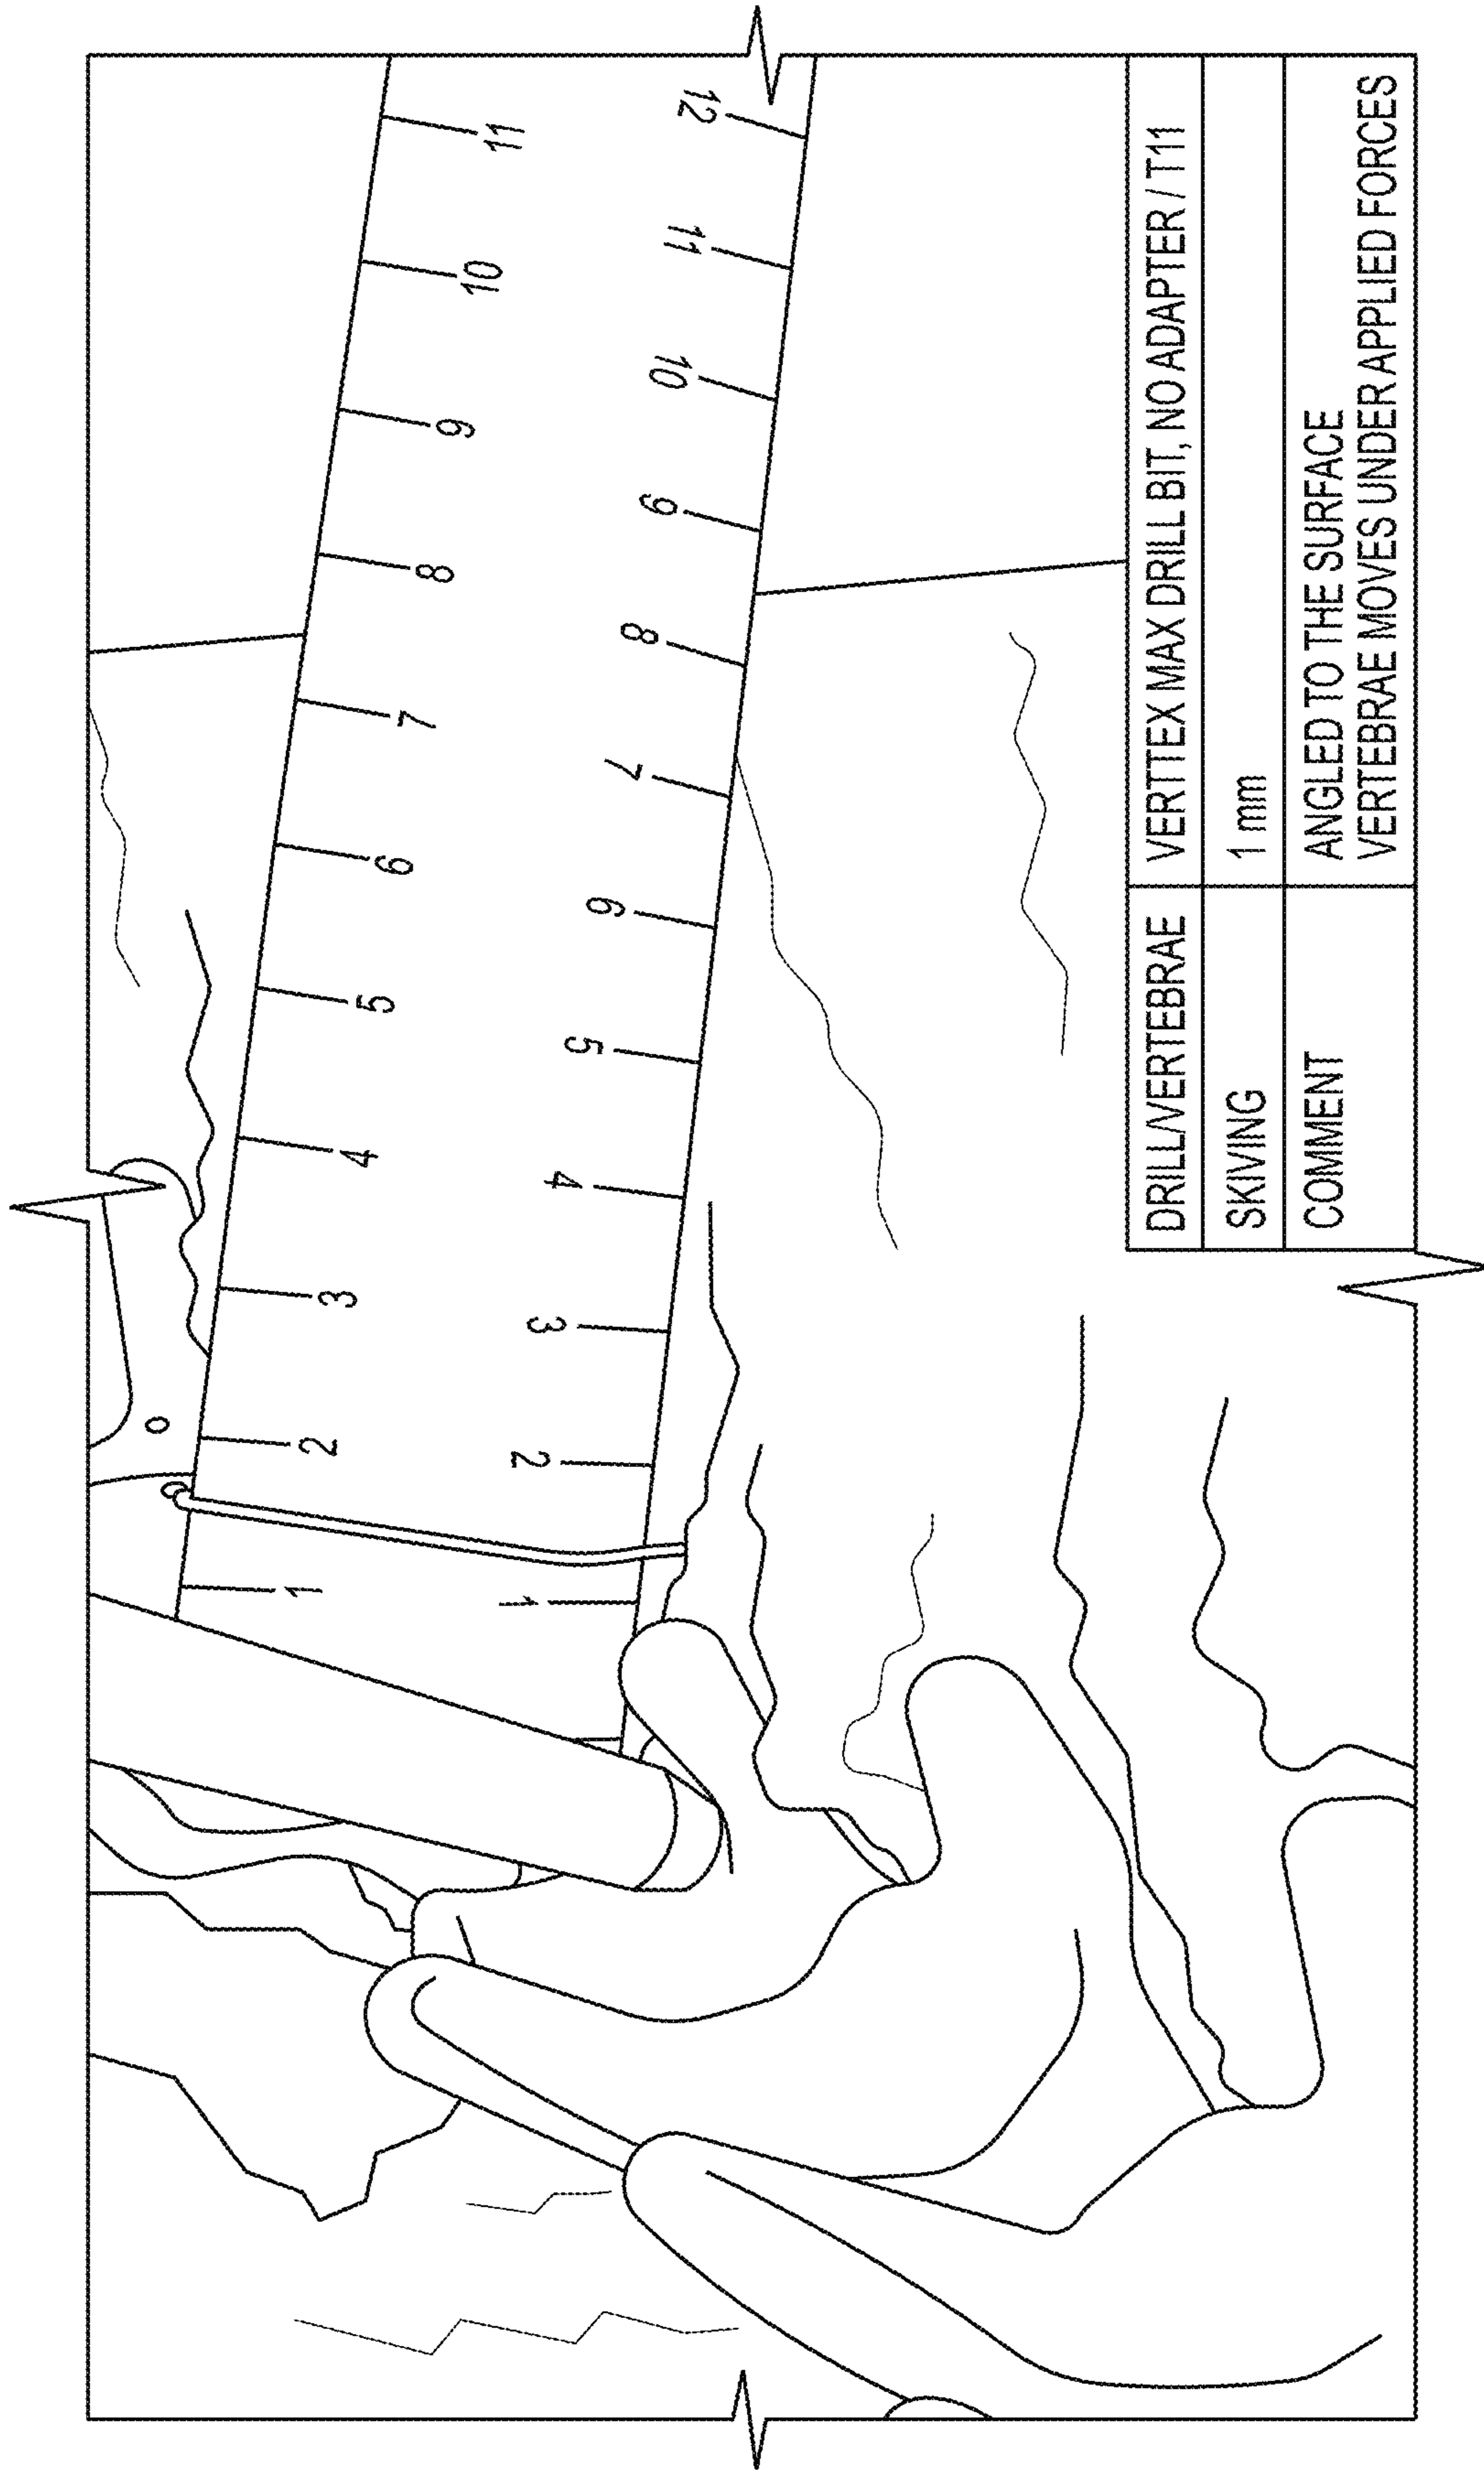 1 2 3 4 5 6 7 8 9 10 11
1 2 3 4 5 6 7 8 9 10 11 12
DRILL/VERTEBRAE VERTTEX MAX DRILL BIT, NO ADAPTER / T11
SKIVING 1 mm
COMMENT ANGLED TO THE SURFACE
VERTEBRAE MOVES UNDER APPLIED FORCES